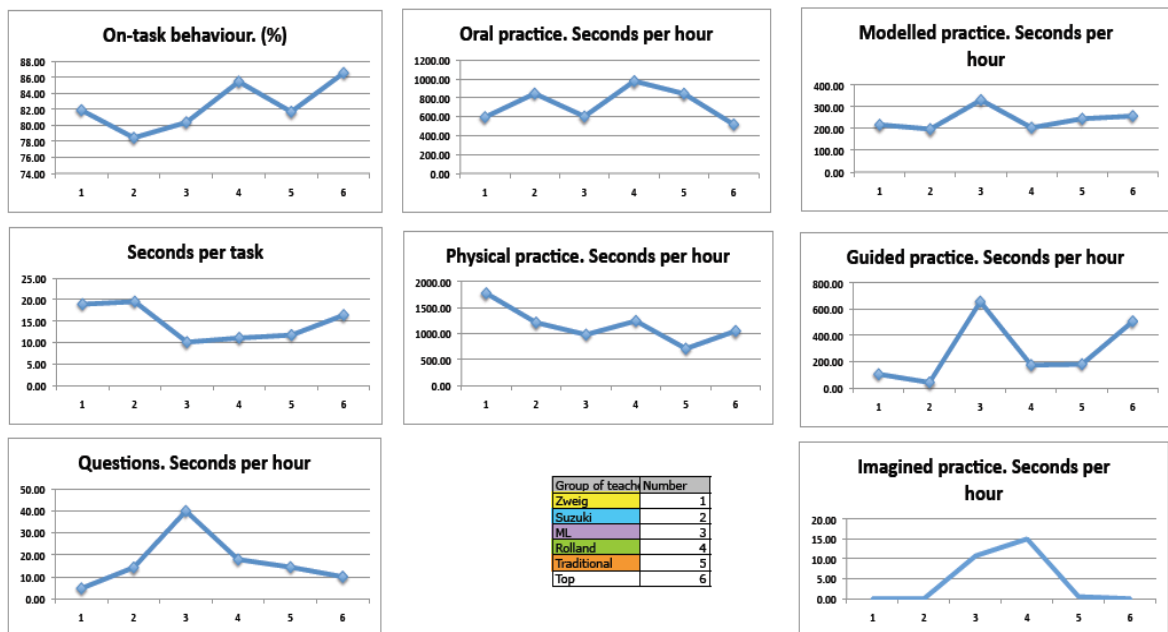 On-task behaviour. (%)
88.00
86.00
84.00
82.00
80.00
78.00
76.00
74.00
1 2 3 4 5 6
Oral practice. Seconds per hour
1200.00
1000.00
800.00
600.00
400.00
200.00
0.00
1 2 3 4 5 6
Modelled practice. Seconds per
hour
400.00
300.00
200.00
100.00
0.00
1 2 3 4 5 6
Seconds per task
25.00
20.00
15.00
10.00
5.00
0.00
1 2 3 4 5 6
Physical practice. Seconds per hour
2000.00
1500.00
1000.00
500.00
0.00
1 2 3 4 5 6
Guided practice. Seconds per hour
800.00
600.00
400.00
200.00
0.00
1 2 3 4 5 6
Questions. Seconds per hour
50.00
40.00
30.00
20.00
10.00
0.00
1 2 3 4 5 6
Group of teache Number
Zweig 1
Suzuki 2
ML 3
Rolland 4
Traditional 5
Top 6
Imagined practice. Seconds per
hour
20.00
15.00
10.00
5.00
0.00
1 2 3 4 5 6